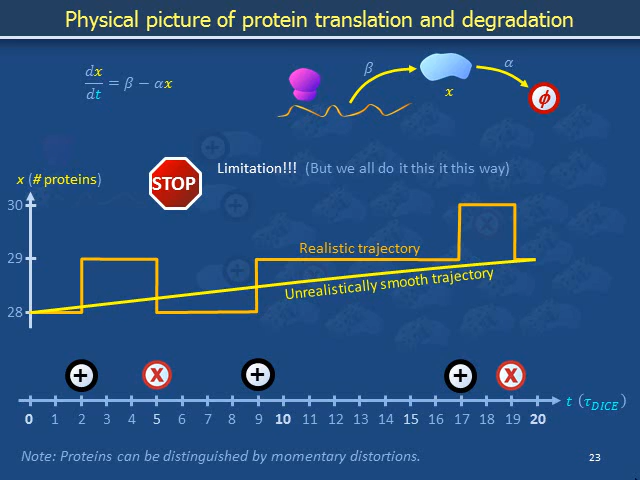 Physical picture of protein translation and degradation
dx/dt = β − αx
β
α
x
ϕ
STOP
Limitation!!! (But we all do it this it this way)
x (# proteins)
30
29
28
Realistic trajectory
Unrealistically smooth trajectory
+ X + + X
t (τDICE)
0 1 2 3 4 5 6 7 8 9 10 11 12 13 14 15 16 17 18 19 20
Note: Proteins can be distinguished by momentary distortions.
23